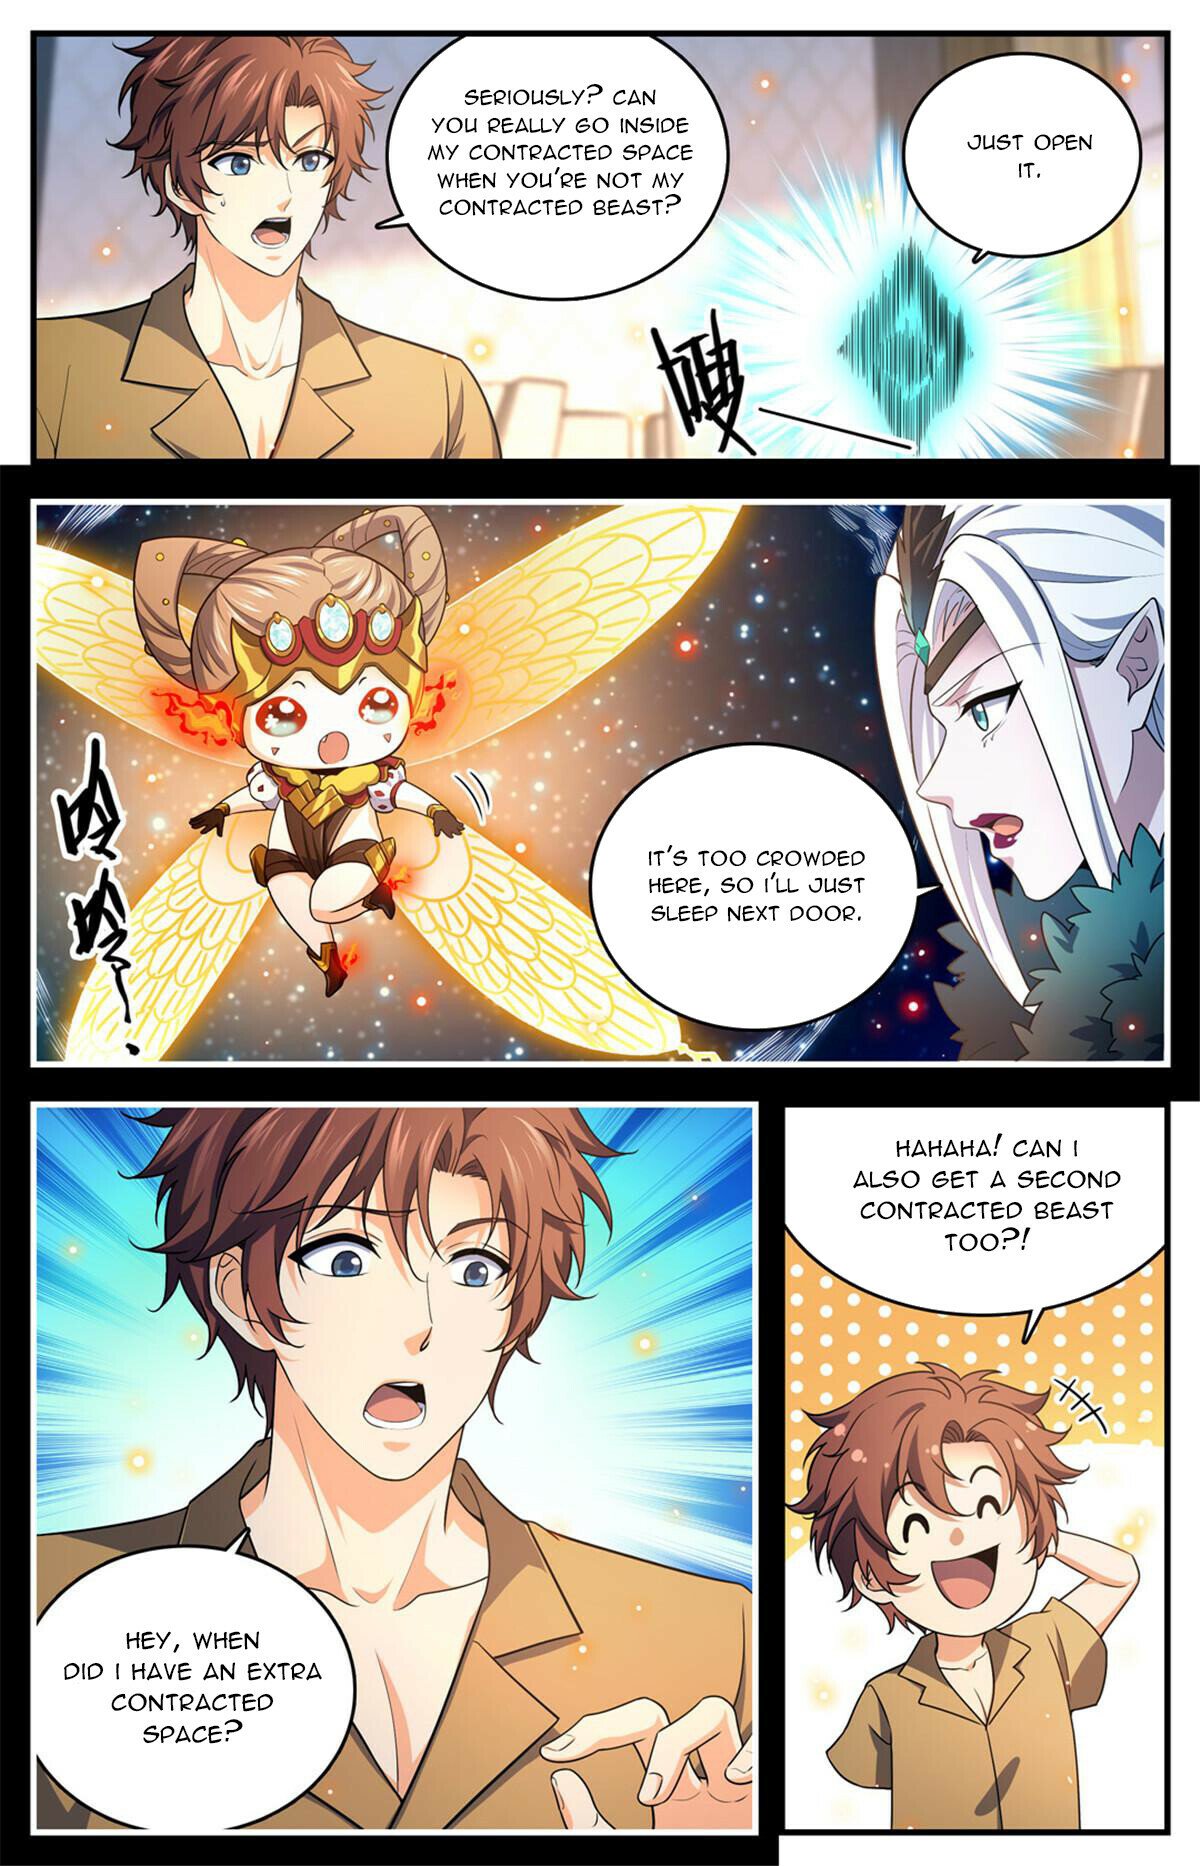 SERIOUSLY? CAN
YOU REALLY GO INSIDE
MY CONTRACTED SPACE
WHEN YOU'RE NOT MY
CONTRACTED BEAST?
JUST OPEN
IT.
嗖
IT'S TOO CROWDED
HERE, SO I'LL JUST
SLEEP NEXT DOOR.
HEY, WHEN
DID I HAVE AN EXTRA
CONTRACTED
SPACE?
HAHAHA! CAN I
ALSO GET A SECOND
CONTRACTED BEAST
TOO?!